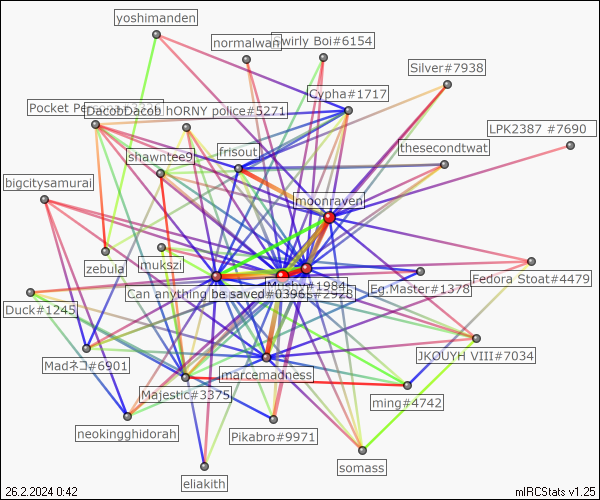 yoshimanden
normalwan
Swirly Boi#6154
Silver#7938
Cypha#1717
Pocket Per
DacobDacob
hORNY police#5271
LPK2387 #7690
thesecondtwat
frisout
shawntee9
bigcitysamurai
moonraven
zebula
mukszi
Mushy#1984
Fedora Stoat#4479
Eg.Master#1378
Can anything be saved#0396
#2928
Duck#1245
JKOUYH VIII#7034
Madネコ#6901
marcemadness
Majestic#3375
ming#4742
neokingghidorah
Pikabro#9971
somass
eliakith
26.2.2024 0:42
mIRCStats v1.25